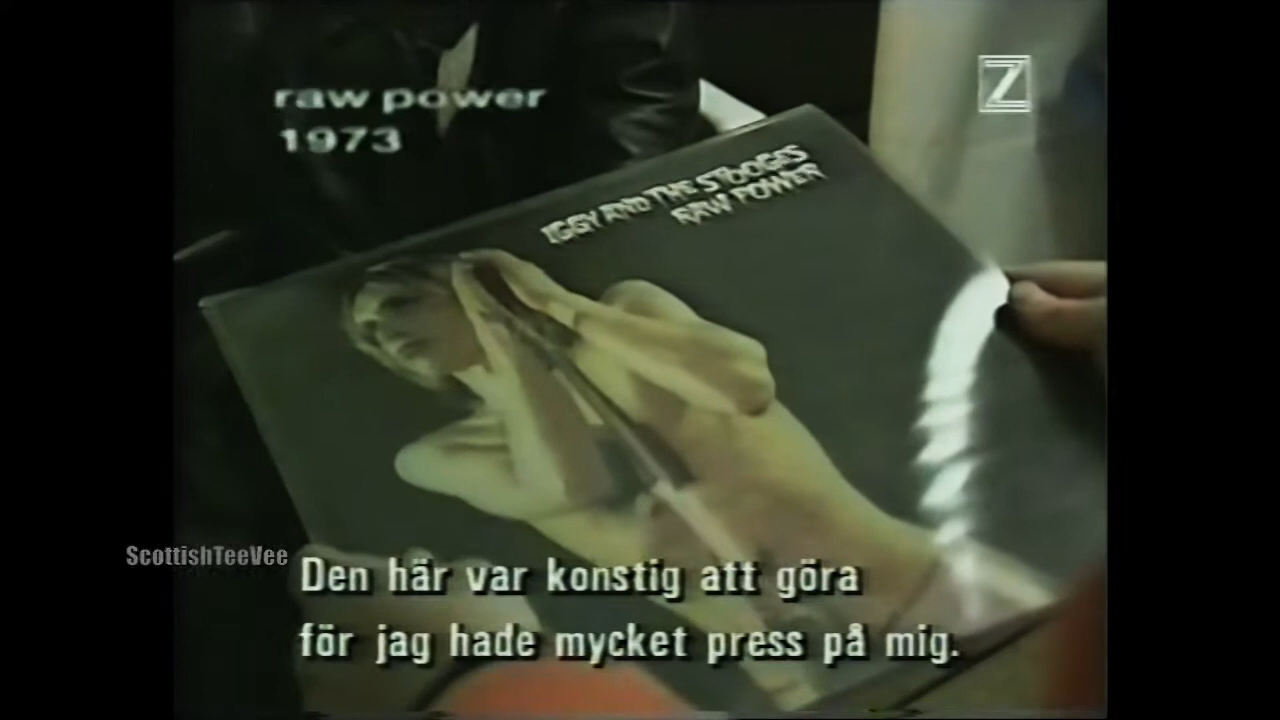 raw power
1973
Z
IGGY AND THE STOOGES
RAW POWER
ScottishTeeVee
Den här var konstig att göra
för jag hade mycket press på mig.